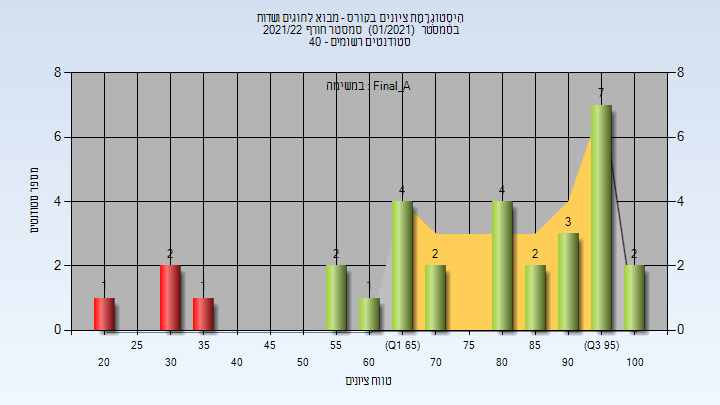 היסטוגרמת ציונים בקורס - מבוא לחוגים ושדות
בסמסטר (01/2021) סמסטר חורף 2021/22
סטודנטים רשומים - 40
במשימה : Final_A
מספר סטודנטים
8 8
6 6
4 4
2 2
0 0
1 2 1 2 1 4 2 4 2 3 7 2
25 35 45 55 (Q1 65) 75 85 (Q3 95)
20 30 40 50 60 70 80 90 100
טווח ציונים